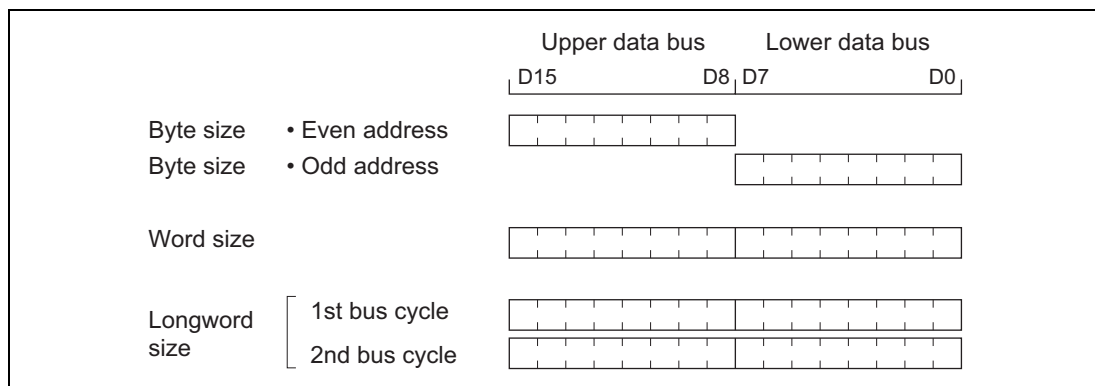 Upper data bus Lower data bus
D15 D8 D7 D0
Byte size • Even address
Byte size • Odd address
Word size
Longword size
1st bus cycle
2nd bus cycle